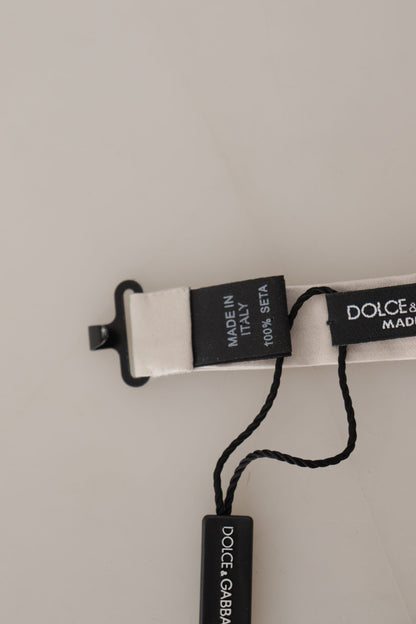 MADE IN
ITALY
100% SETA
DOLCE &
MADE
DOLCE & GABBA